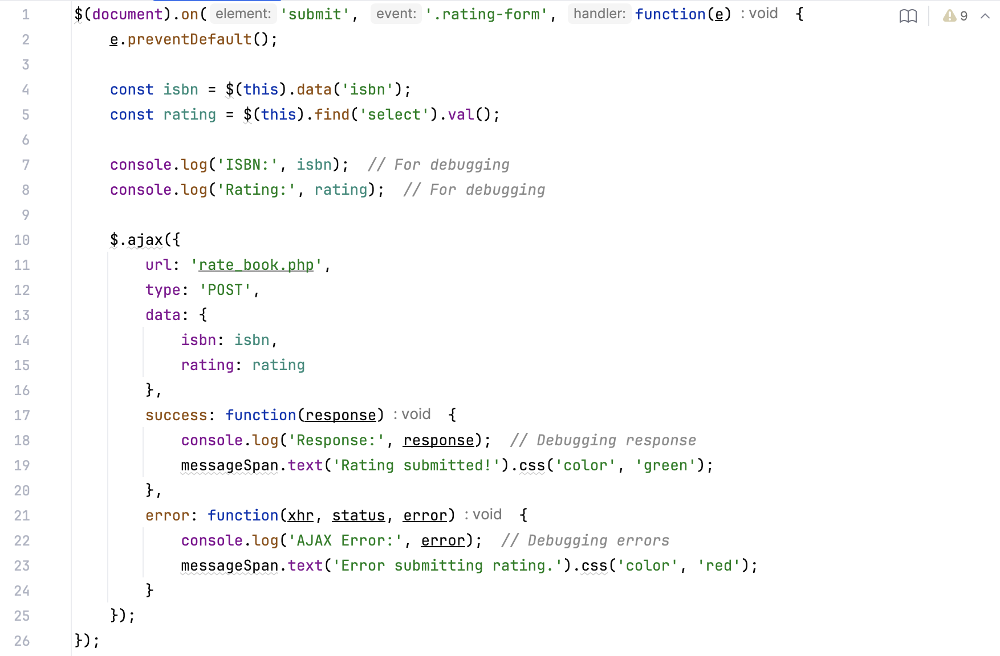 1 $(document).on( element: 'submit', event: '.rating-form', handler: function(e) : void {
9
2     e.preventDefault();
3
4     const isbn = $(this).data('isbn');
5     const rating = $(this).find('select').val();
6
7     console.log('ISBN:', isbn);  // For debugging
8     console.log('Rating:', rating);  // For debugging
9
10     $.ajax({
11         url: 'rate_book.php',
12         type: 'POST',
13         data: {
14             isbn: isbn,
15             rating: rating
16         },
17         success: function(response) : void {
18             console.log('Response:', response);  // Debugging response
19             messageSpan.text('Rating submitted!').css('color', 'green');
20         },
21         error: function(xhr, status, error) : void {
22             console.log('AJAX Error:', error);  // Debugging errors
23             messageSpan.text('Error submitting rating.').css('color', 'red');
24         }
25     });
26 });